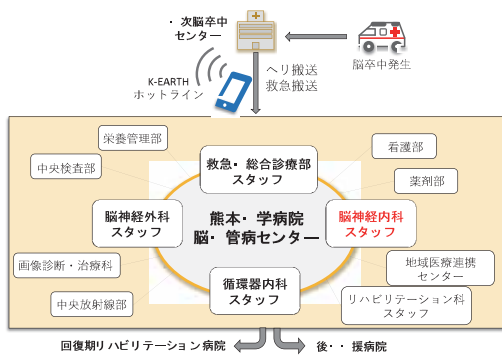 ・次脳卒中
センター
脳卒中発生
ヘリ搬送
救急搬送
K-EARTH
ホットライン
栄養管理部
中央検査部
救急・総合診療部
スタッフ
看護部
薬剤部
脳神経外科
スタッフ
熊本・学病院
脳・管病センター
脳神経内科
スタッフ
画像診断・治療科
地域医療連携
センター
中央放射線部
循環器内科
スタッフ
リハビリテーション科
スタッフ
回復期リハビリテーション病院
後・・援病院